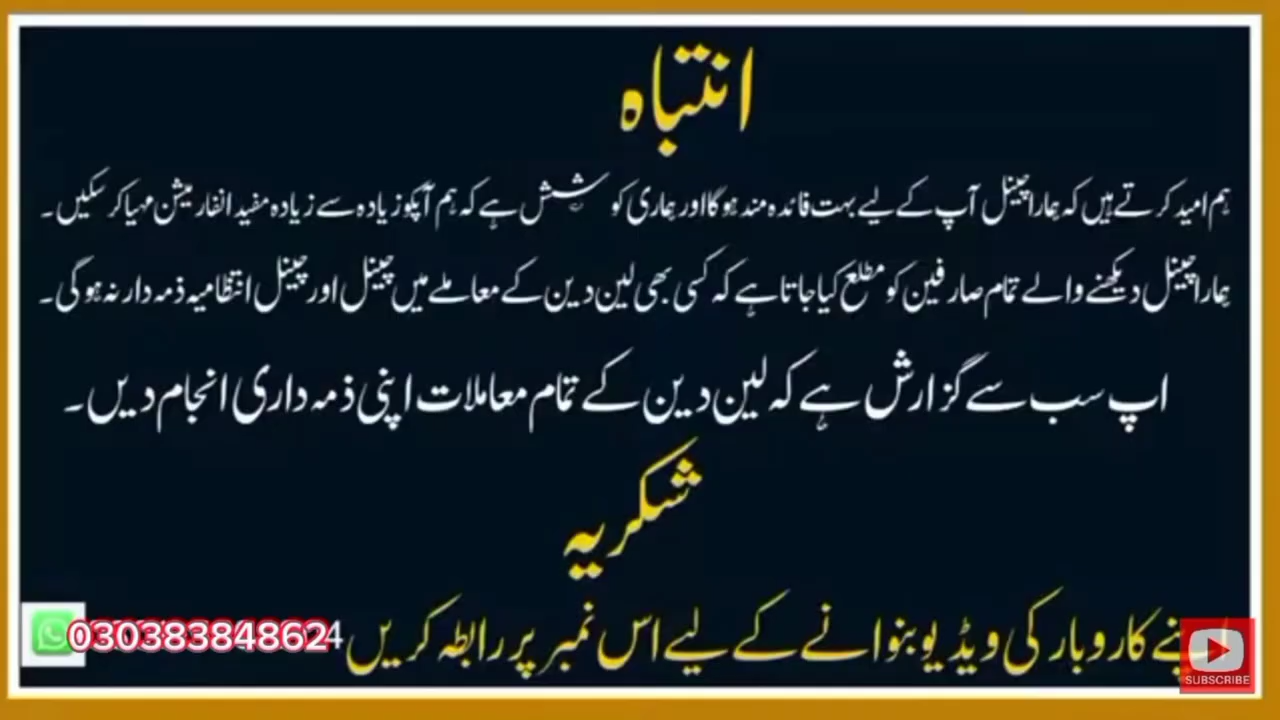 انتباہ
ہم امید کرتے ہیں کہ ہمارا چینل آپ کے لیے بہت فائدہ مند ہوگا اور ہماری کوشش ہے کہ ہم آپکو زیادہ سے زیادہ مفید انفارمیشن مہیا کر سکیں۔
ہمارا چینل دیکھنے والے تمام صارفین کو مطلع کیا جاتا ہے کہ کسی بھی لین دین کے معاملے میں چینل اور چینل انتظامیہ ذمہ دار نہ ہوگی۔
اپ سب سے گزارش ہے کہ لین دین کے تمام معاملات اپنی ذمہ داری انجام دیں۔
شکریہ
کاروبار کی ویڈیو بنوانے کے لیے اس نمبر پر رابطہ کریں
03038384862
SUBSCRIBE